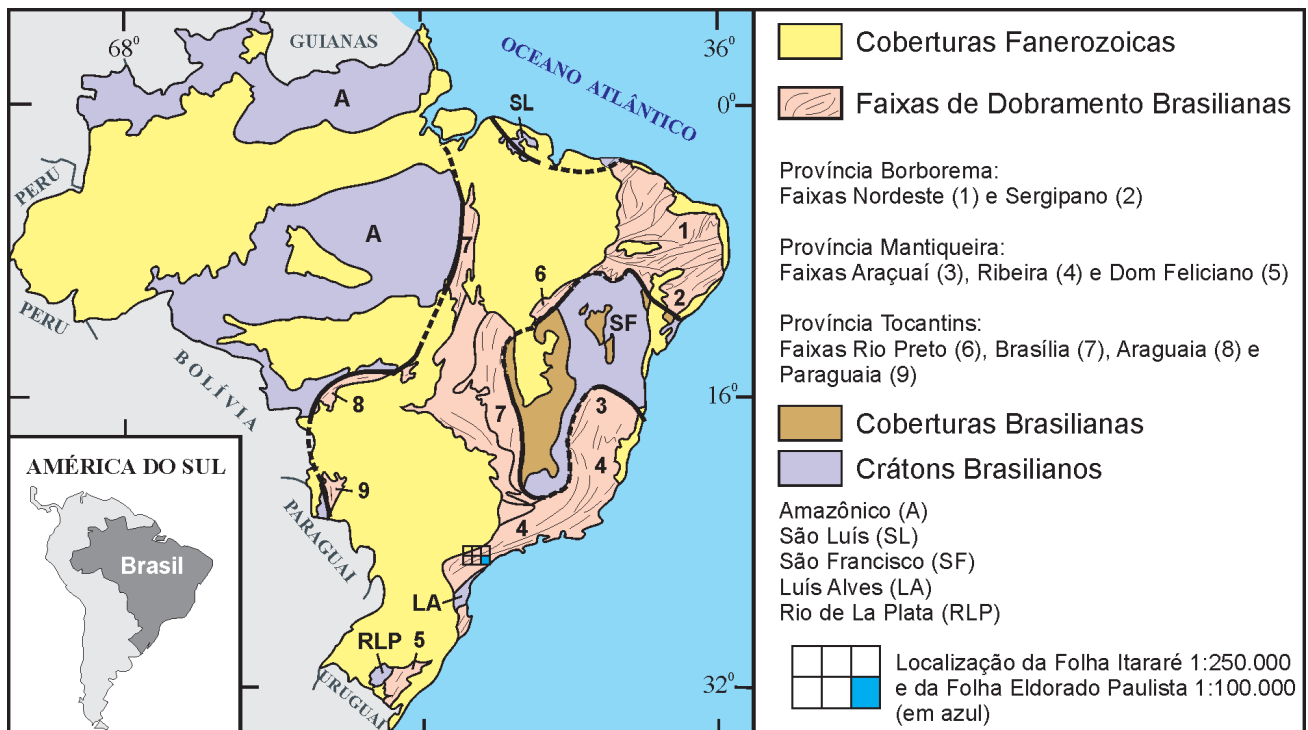 68⁰
GUIANAS
OCEANO ATLÂNTICO
36⁰
A
SL
0⁰
PERU
A
7
1
6
2
PERU
SF
BOLÍVIA
16⁰
8
7
3
4
9
PARAGUAI
4
LA
RLP
5
URUGUAI
32⁰
AMÉRICA DO SUL
Brasil
Coberturas Fanerozoicas
Faixas de Dobramento Brasilianas
Província Borborema:
Faixas Nordeste (1) e Sergipano (2)
Província Mantiqueira:
Faixas Araçuaí (3), Ribeira (4) e Dom Feliciano (5)
Província Tocantins:
Faixas Rio Preto (6), Brasília (7), Araguaia (8) e
Paraguaia (9)
Coberturas Brasilianas
Crátons Brasilianos
Amazônico (A)
São Luís (SL)
São Francisco (SF)
Luís Alves (LA)
Rio de La Plata (RLP)
Localização da Folha Itararé 1:250.000
e da Folha Eldorado Paulista 1:100.000
(em azul)